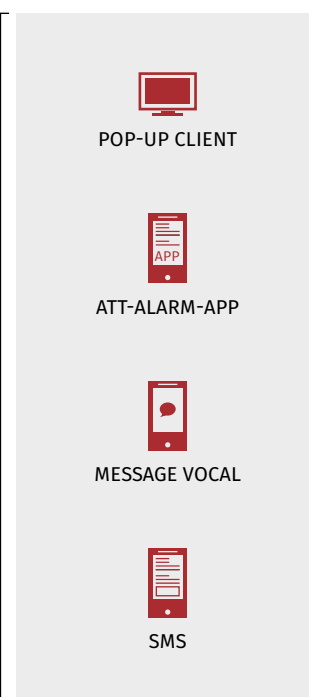 POP-UP CLIENT
APP
ATT-ALARM-APP
MESSAGE VOCAL
SMS